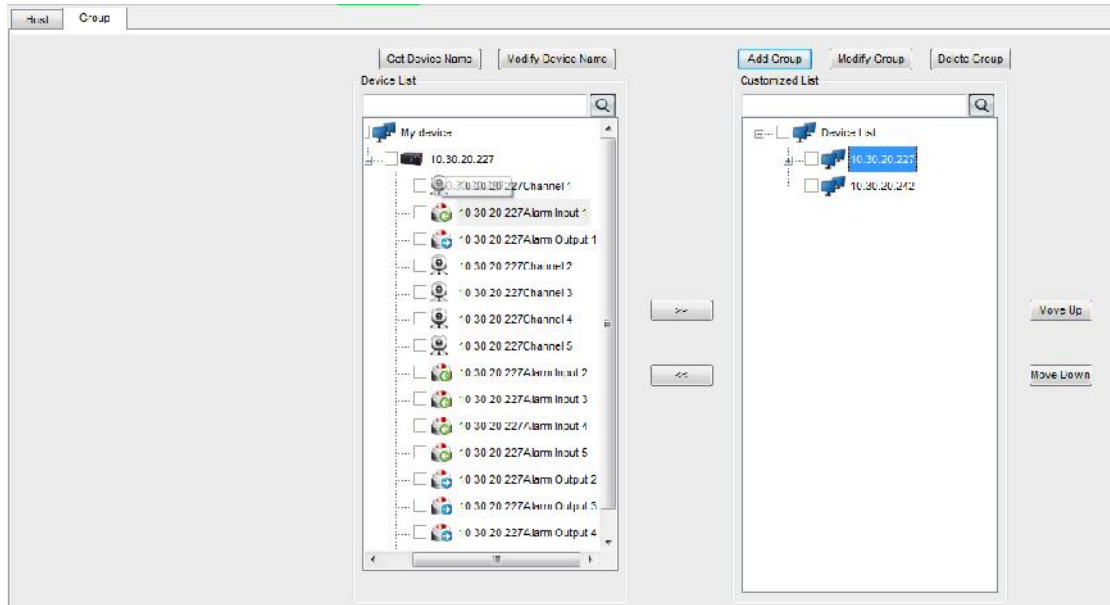 Host Group
Get Device Name Modify Device Name Add Group Modify Group Delete Group
Device List
My device
10.30.20.227
10.30.20.227Channel 1
10.30.20.227Alarm Input 1
10.30.20.227Alarm Output 1
10.30.20.227Channel 2
10.30.20.227Channel 3
10.30.20.227Channel 4
10.30.20.227Channel 5
10.30.20.227Alarm Input 2
10.30.20.227Alarm Input 3
10.30.20.227Alarm Input 4
10.30.20.227Alarm Input 5
10.30.20.227Alarm Output 2
10.30.20.227Alarm Output 3
10.30.20.227Alarm Output 4
>>
<<
Customized List
Device List
10.30.20.227
10.30.20.242
Move Up
Move Down